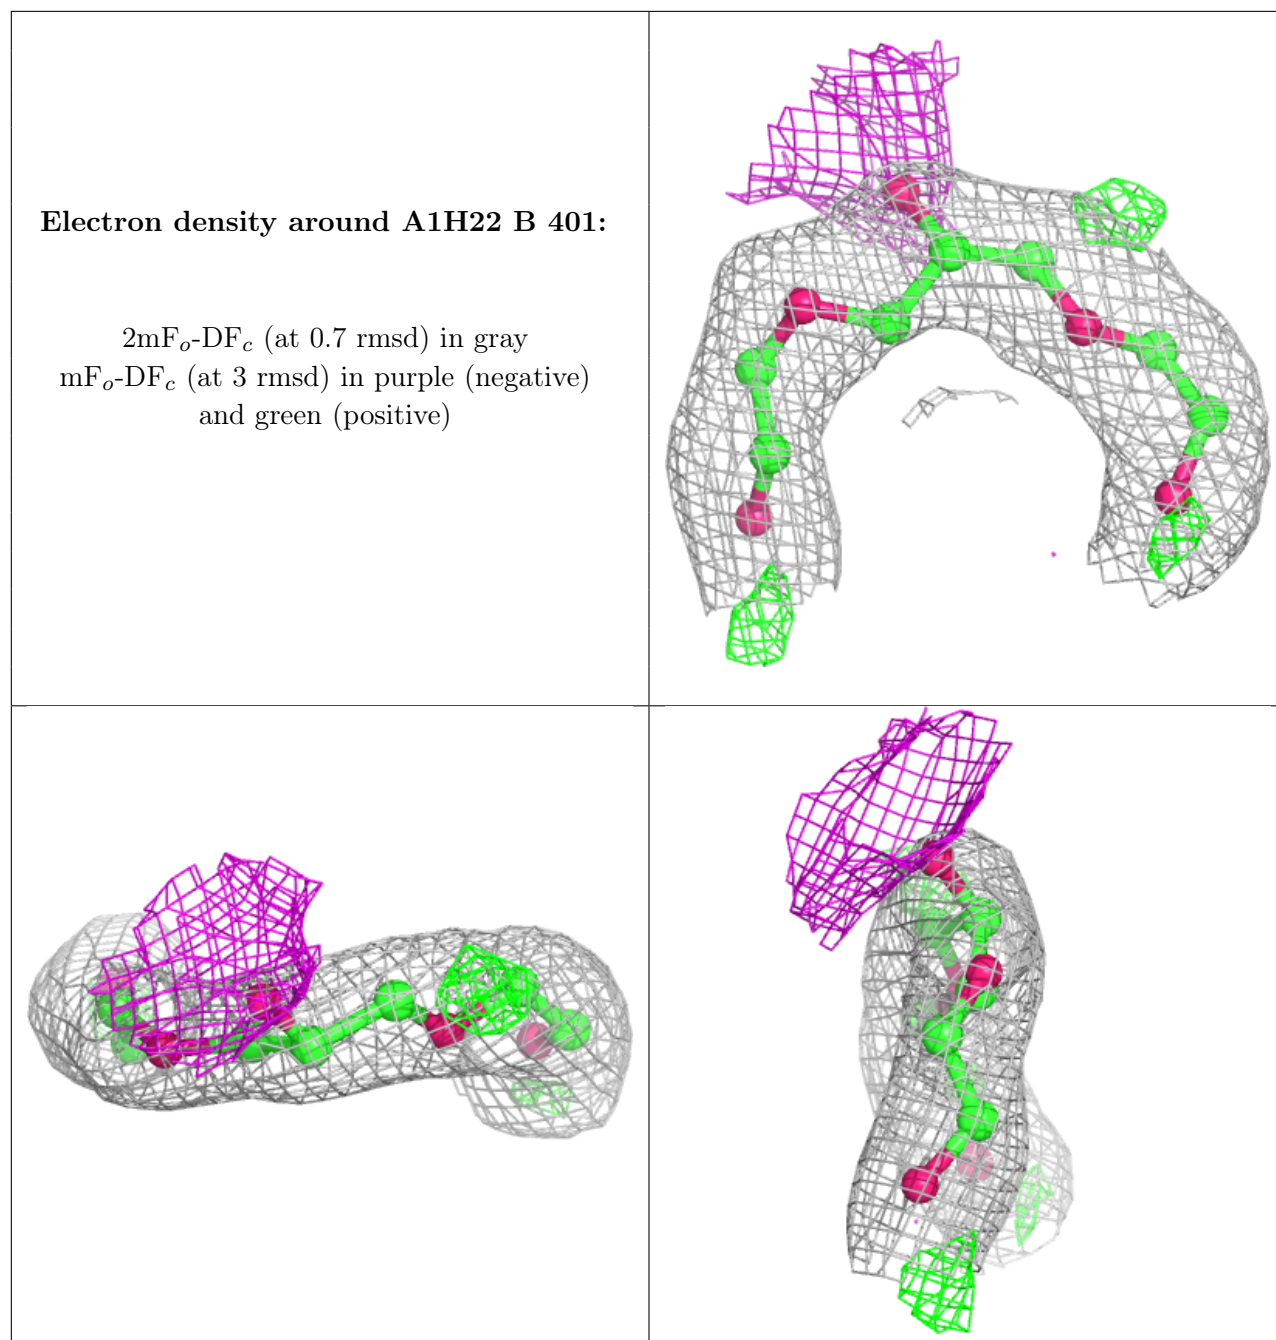 Electron density around A1H22 B 401:
2mFₒ-DF𝒸 (at 0.7 rmsd) in gray
mFₒ-DF𝒸 (at 3 rmsd) in purple (negative)
and green (positive)